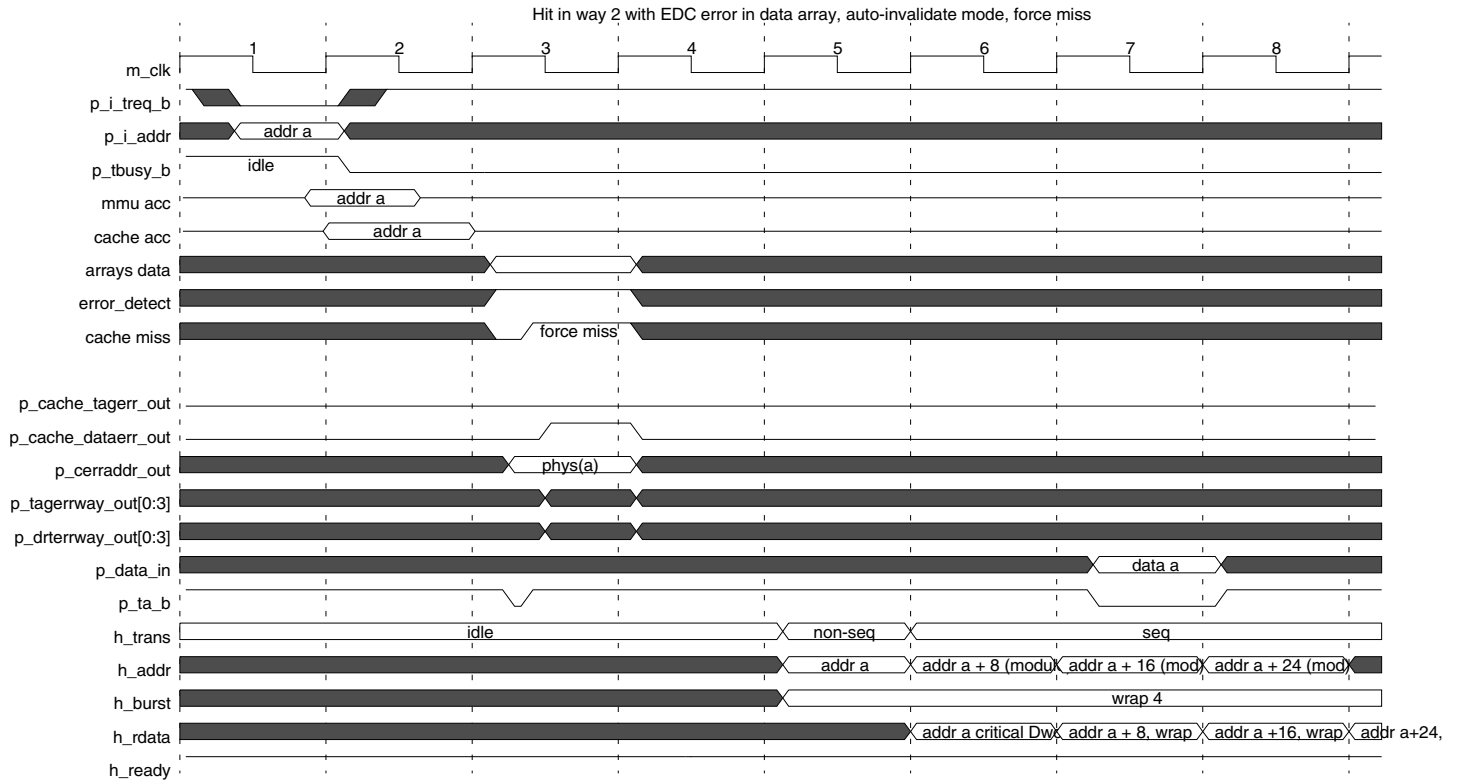 Hit in way 2 with EDC error in data array, auto-invalidate mode, force miss
1 2 3 4 5 6 7 8
m_clk
p_i_treq_b
p_i_addr addr a
p_tbusy_b idle
mmu acc addr a
cache acc addr a
arrays data
error_detect
cache miss force miss
p_cache_tagerr_out
p_cache_dataerr_out
p_cerraddr_out phys(a)
p_tagerrway_out[0:3]
p_drterrway_out[0:3]
p_data_in data a
p_ta_b
h_trans idle non-seq seq
h_addr addr a addr a + 8 (modul addr a + 16 (mod) addr a + 24 (mod)
h_burst wrap 4
h_rdata addr a critical Dw addr a + 8, wrap addr a +16, wrap addr a+24,
h_ready